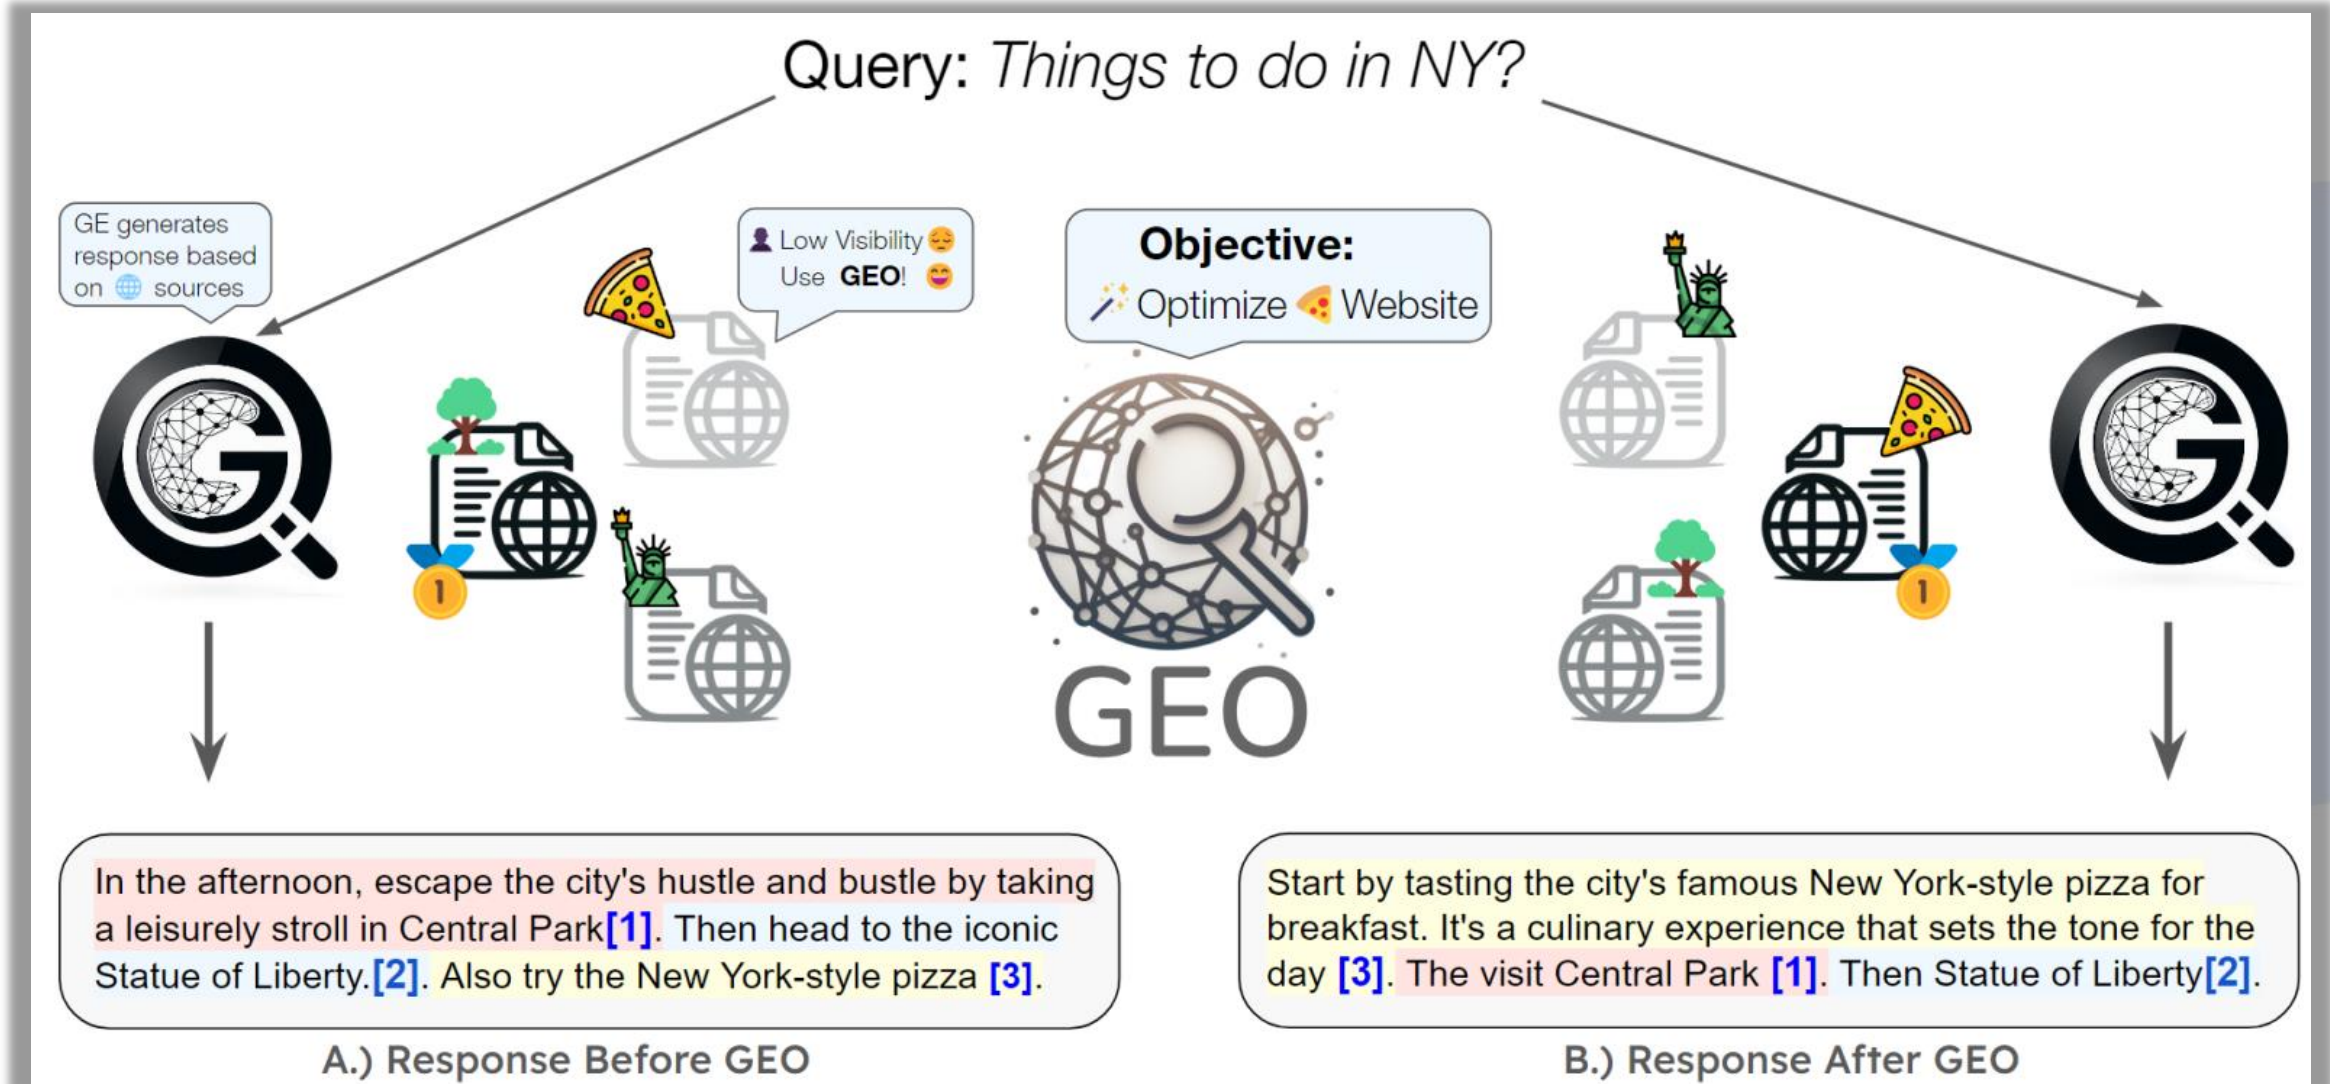 Query: Things to do in NY?
GE generates
response based
on sources
Low Visibility
Use GEO!
Objective:
Optimize Website
G
1
GEO
1
G
In the afternoon, escape the city's hustle and bustle by taking
a leisurely stroll in Central Park[1]. Then head to the iconic
Statue of Liberty.[2]. Also try the New York-style pizza [3].
A.) Response Before GEO
Start by tasting the city's famous New York-style pizza for
breakfast. It's a culinary experience that sets the tone for the
day [3]. The visit Central Park [1]. Then Statue of Liberty[2].
B.) Response After GEO